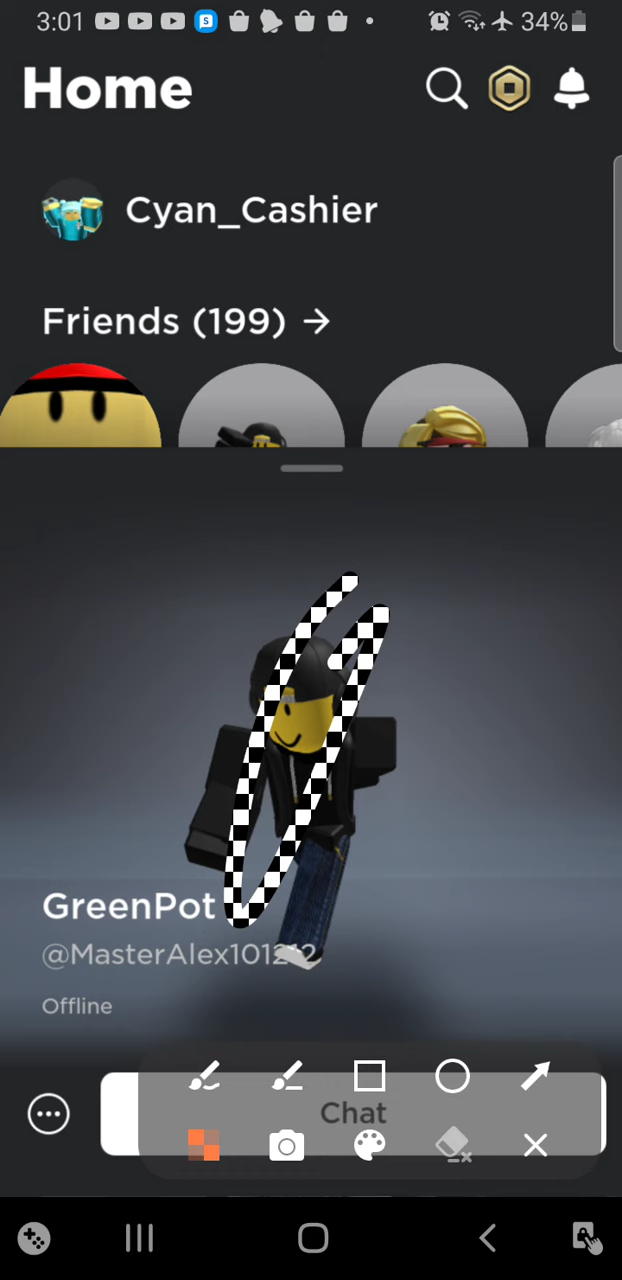 3:01
34%
Home
Cyan_Cashier
Friends (199) →
GreenPot
@MasterAlex101212
Offline
Chat